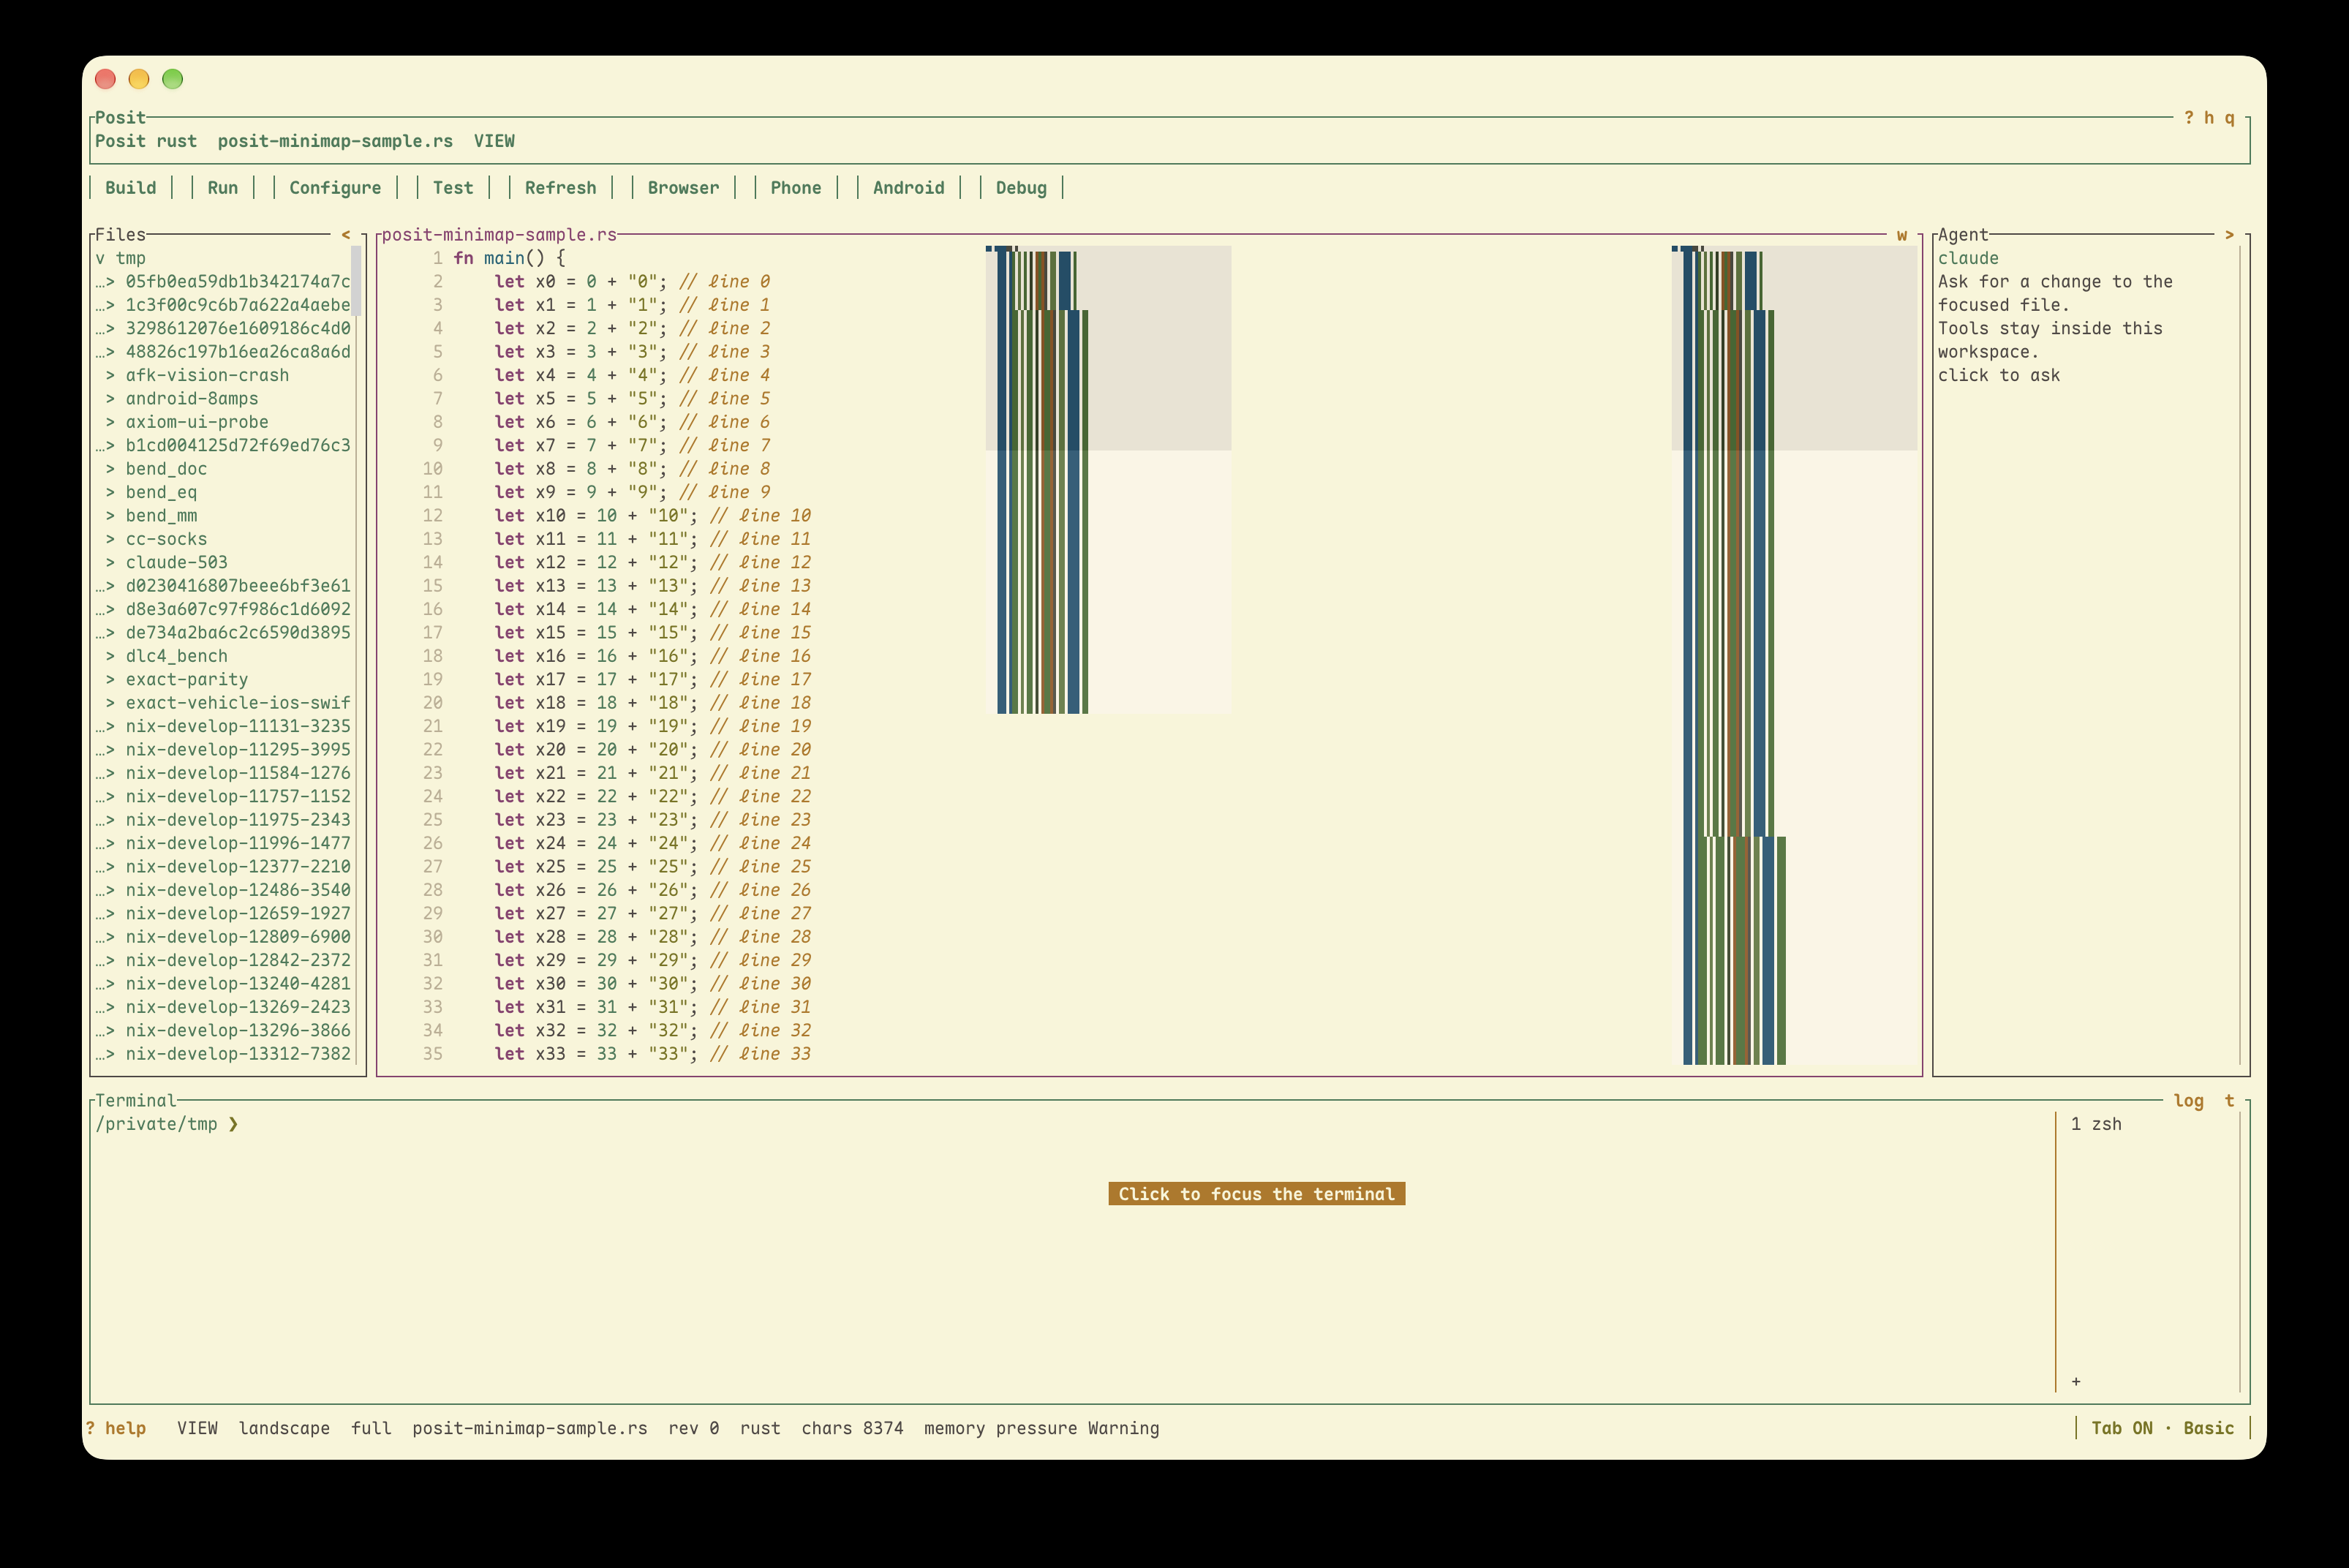 Posit ? h q
Posit rust  posit-minimap-sample.rs  VIEW
Build Run Configure Test Refresh Browser Phone Android Debug
Files <
v tmp
…> 05fb0ea59db1b342174a7c
…> 1c3f00c9c6b7a622a4aebe
…> 3298612076e1609186c4d0
…> 48826c197b16ea26ca8a6d
> afk-vision-crash
> android-8amps
> axiom-ui-probe
…> b1cd004125d72f69ed76c3
> bend_doc
> bend_eq
> bend_mm
> cc-socks
> claude-503
…> d0230416807beee6bf3e61
…> d8e3a607c97f986c1d6092
…> de734a2ba6c2c6590d3895
> dlc4_bench
> exact-parity
> exact-vehicle-ios-swif
…> nix-develop-11131-3235
…> nix-develop-11295-3995
…> nix-develop-11584-1276
…> nix-develop-11757-1152
…> nix-develop-11975-2343
…> nix-develop-11996-1477
…> nix-develop-12377-2210
…> nix-develop-12486-3540
…> nix-develop-12659-1927
…> nix-develop-12809-6900
…> nix-develop-12842-2372
…> nix-develop-13240-4281
…> nix-develop-13269-2423
…> nix-develop-13296-3866
…> nix-develop-13312-7382
posit-minimap-sample.rs w
1 fn main() {
2     let x0 = 0 + "0"; // line 0
3     let x1 = 1 + "1"; // line 1
4     let x2 = 2 + "2"; // line 2
5     let x3 = 3 + "3"; // line 3
6     let x4 = 4 + "4"; // line 4
7     let x5 = 5 + "5"; // line 5
8     let x6 = 6 + "6"; // line 6
9     let x7 = 7 + "7"; // line 7
10     let x8 = 8 + "8"; // line 8
11     let x9 = 9 + "9"; // line 9
12     let x10 = 10 + "10"; // line 10
13     let x11 = 11 + "11"; // line 11
14     let x12 = 12 + "12"; // line 12
15     let x13 = 13 + "13"; // line 13
16     let x14 = 14 + "14"; // line 14
17     let x15 = 15 + "15"; // line 15
18     let x16 = 16 + "16"; // line 16
19     let x17 = 17 + "17"; // line 17
20     let x18 = 18 + "18"; // line 18
21     let x19 = 19 + "19"; // line 19
22     let x20 = 20 + "20"; // line 20
23     let x21 = 21 + "21"; // line 21
24     let x22 = 22 + "22"; // line 22
25     let x23 = 23 + "23"; // line 23
26     let x24 = 24 + "24"; // line 24
27     let x25 = 25 + "25"; // line 25
28     let x26 = 26 + "26"; // line 26
29     let x27 = 27 + "27"; // line 27
30     let x28 = 28 + "28"; // line 28
31     let x29 = 29 + "29"; // line 29
32     let x30 = 30 + "30"; // line 30
33     let x31 = 31 + "31"; // line 31
34     let x32 = 32 + "32"; // line 32
35     let x33 = 33 + "33"; // line 33
Agent >
claude
Ask for a change to the
focused file.
Tools stay inside this
workspace.
click to ask
Terminal log t
/private/tmp ❯
1 zsh
Click to focus the terminal
+
? help  VIEW  landscape  full  posit-minimap-sample.rs  rev 0  rust  chars 8374  memory pressure Warning
Tab ON · Basic